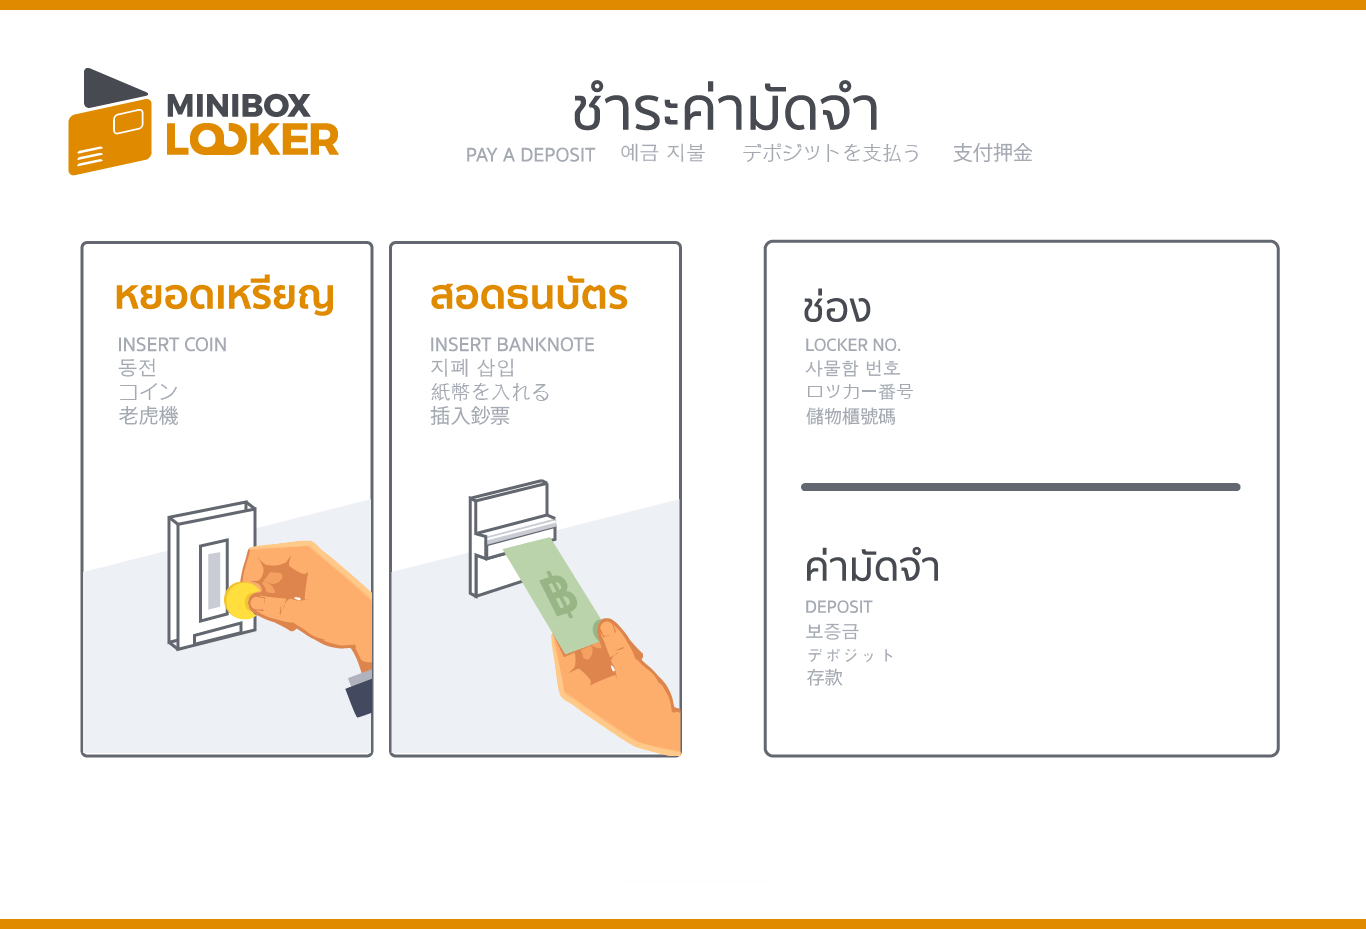 MINIBOX
LOCKER
ชำระค่ามัดจำ
PAY A DEPOSIT 예금 지불 デポジットを支払う 支付押金
หยอดเหรียญ
INSERT COIN
동전
コイン
老虎機
สอดธนบัตร
INSERT BANKNOTE
지폐 삽입
紙幣を入れる
插入鈔票
฿
ช่อง
LOCKER NO.
사물함 번호
ロッカー番号
儲物櫃號碼
ค่ามัดจำ
DEPOSIT
보증금
デポジット
存款